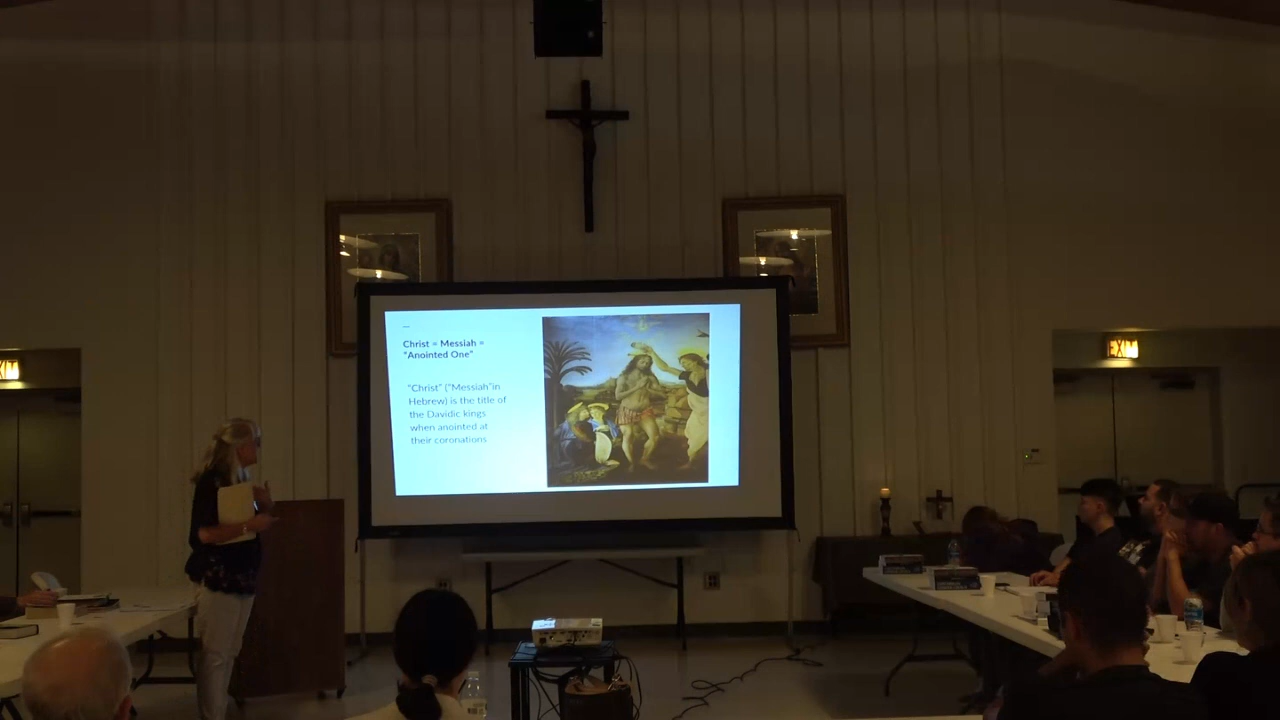 Christ = Messiah =
"Anointed One"
"Christ" ("Messiah"in
Hebrew) is the title of
the Davidic kings
when anointed at
their coronations
EXIT